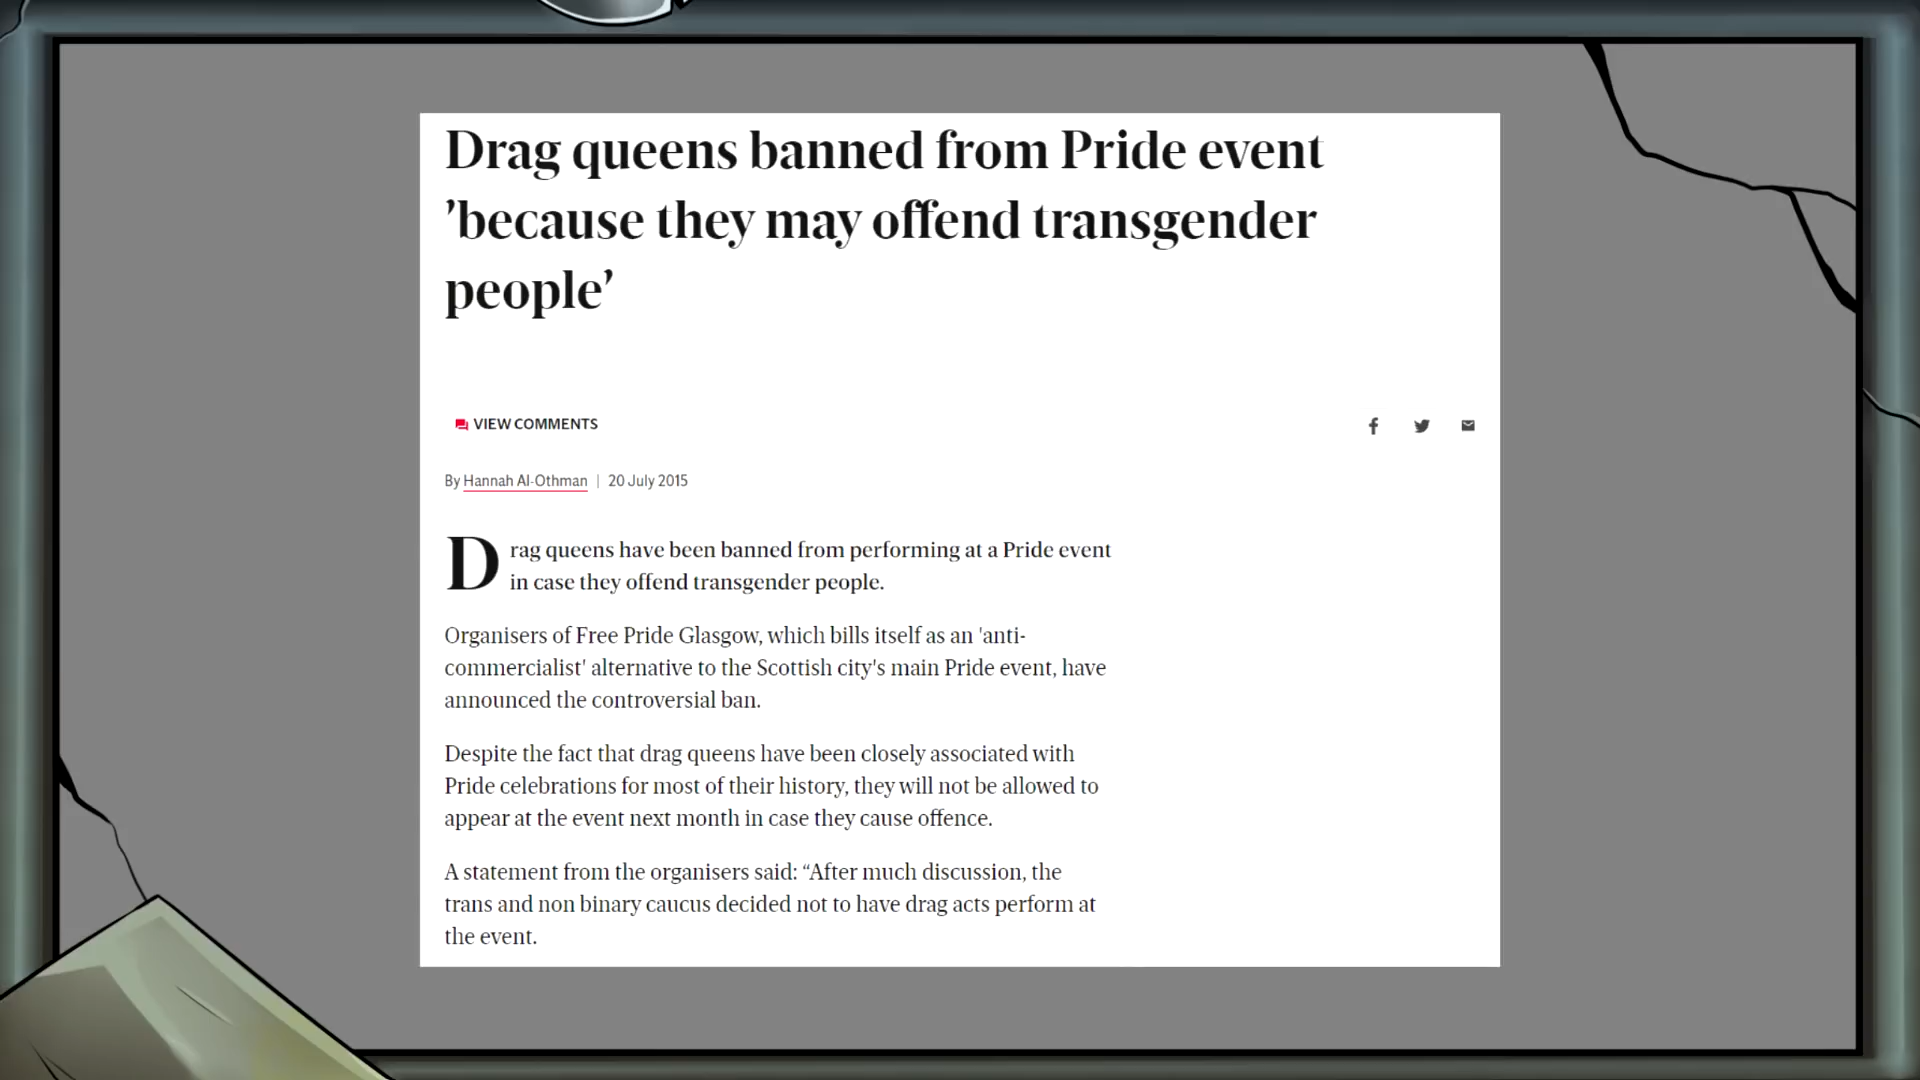 Drag queens banned from Pride event
’because they may offend transgender
people’
VIEW COMMENTS
By Hannah Al-Othman | 20 July 2015
Drag queens have been banned from performing at a Pride event
in case they offend transgender people.
Organisers of Free Pride Glasgow, which bills itself as an 'anti-
commercialist' alternative to the Scottish city's main Pride event, have
announced the controversial ban.
Despite the fact that drag queens have been closely associated with
Pride celebrations for most of their history, they will not be allowed to
appear at the event next month in case they cause offence.
A statement from the organisers said: “After much discussion, the
trans and non binary caucus decided not to have drag acts perform at
the event.